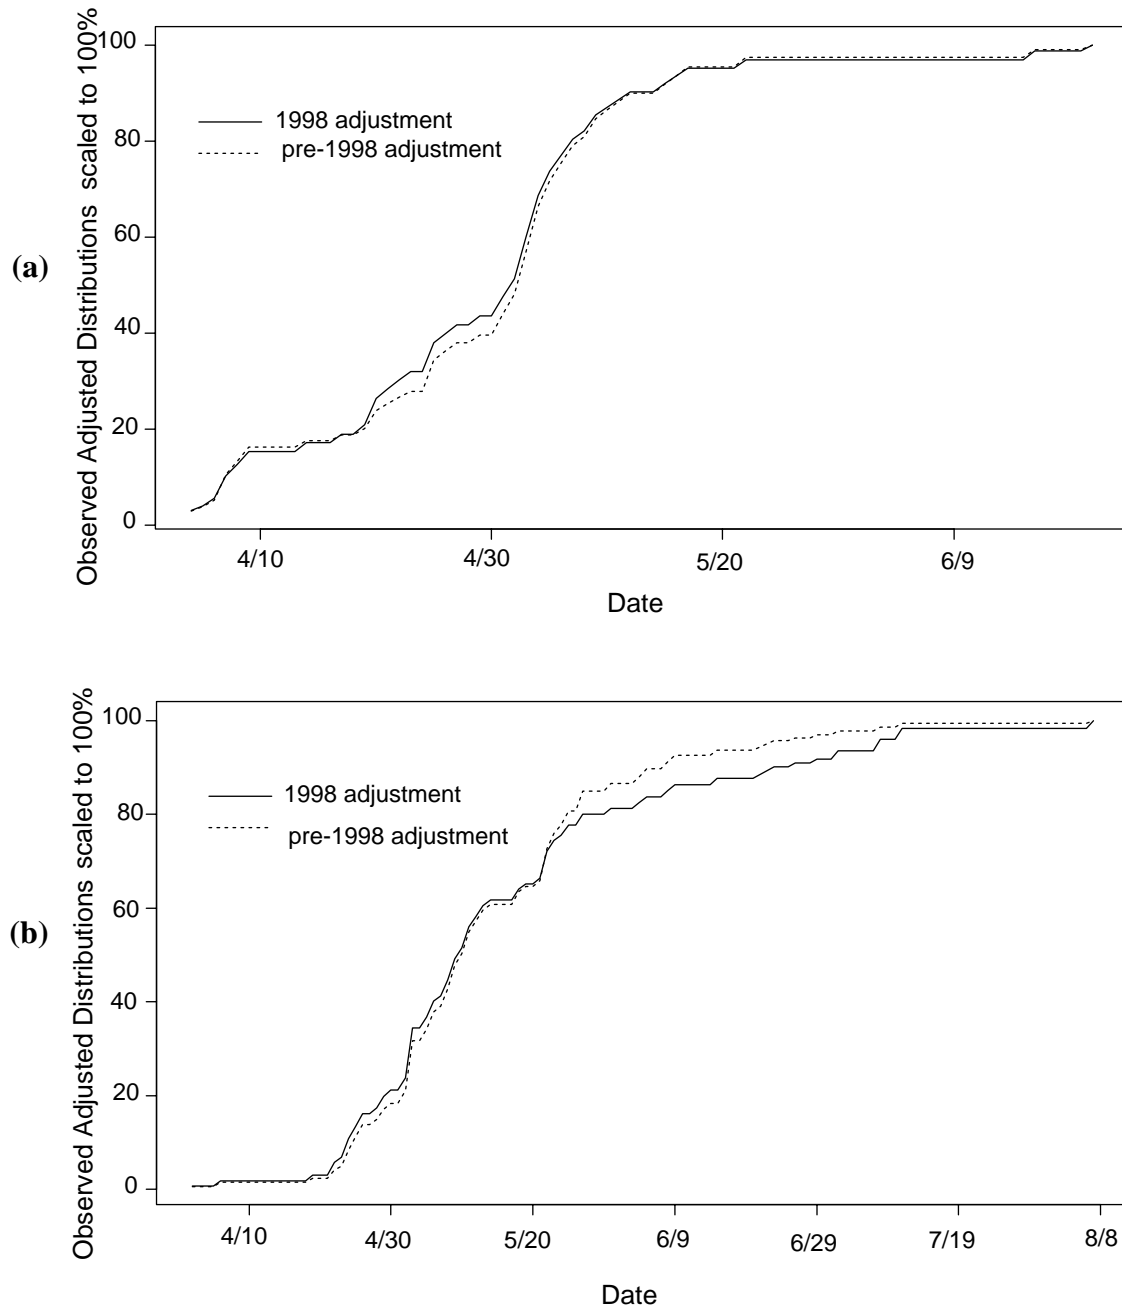 (a)
Observed Adjusted Distributions scaled to 100%
100
80
60
40
20
0
1998 adjustment
pre-1998 adjustment
4/10 4/30 5/20 6/9
Date
(b)
Observed Adjusted Distributions scaled to 100%
100
80
60
40
20
0
1998 adjustment
pre-1998 adjustment
4/10 4/30 5/20 6/9 6/29 7/19 8/8
Date